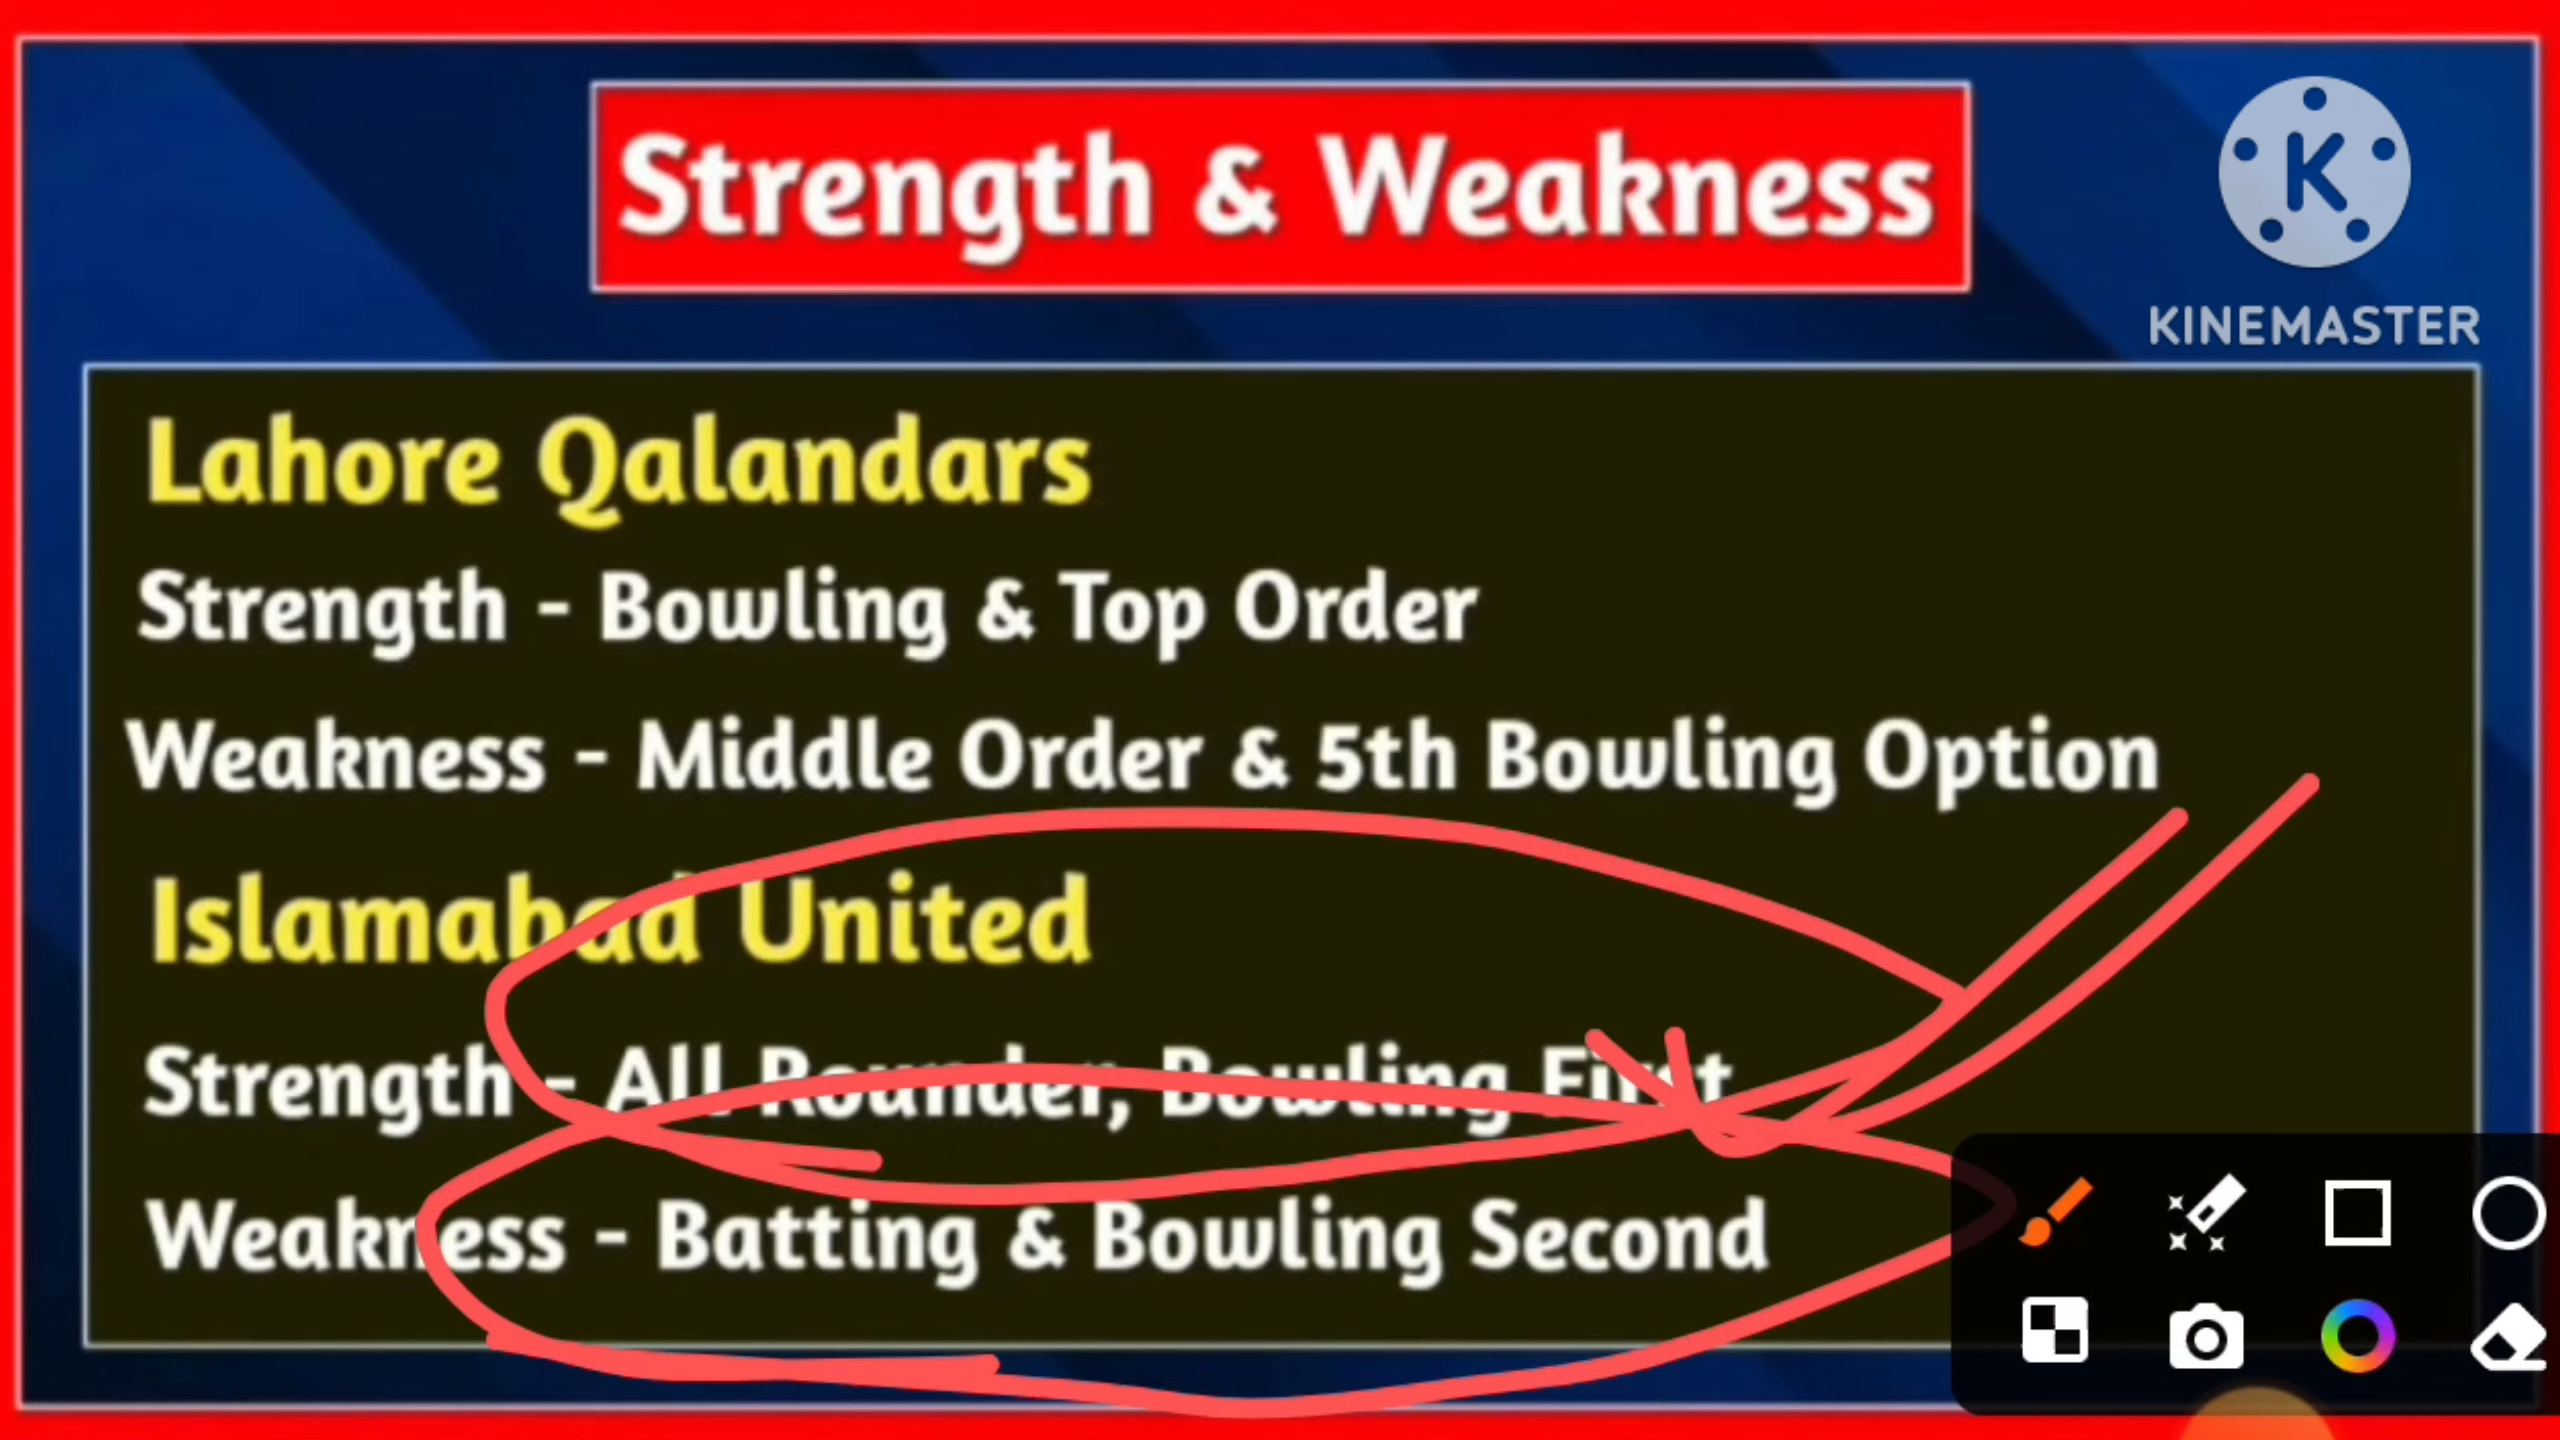 Strength & Weakness
K
KINEMASTER
Lahore Qalandars
Strength - Bowling & Top Order
Weakness - Middle Order & 5th Bowling Option
Islamabad United
Strength - All Rounder, Bowling First
Weakness - Batting & Bowling Second